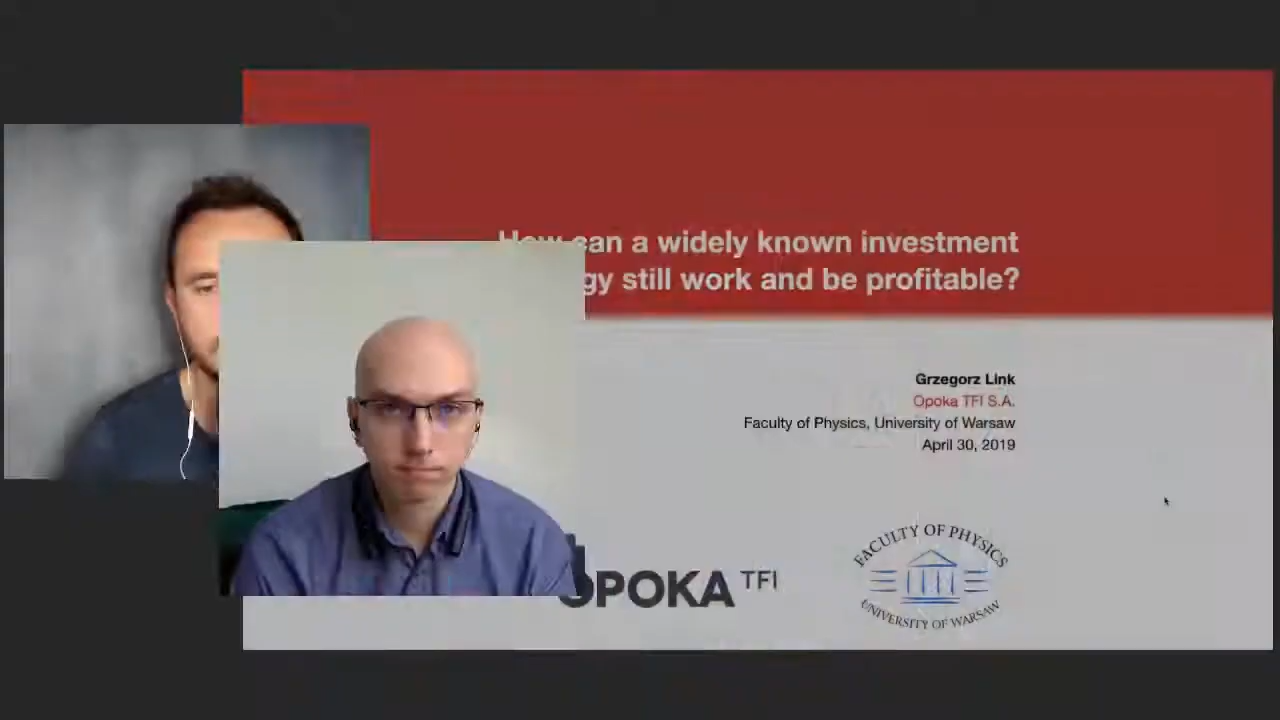 How can a widely known investment
gy still work and be profitable?
Grzegorz Link
Opoka TFI S.A.
Faculty of Physics, University of Warsaw
April 30, 2019
OPOKA TFI
FACULTY OF PHYSICS
UNIVERSITY OF WARSAW